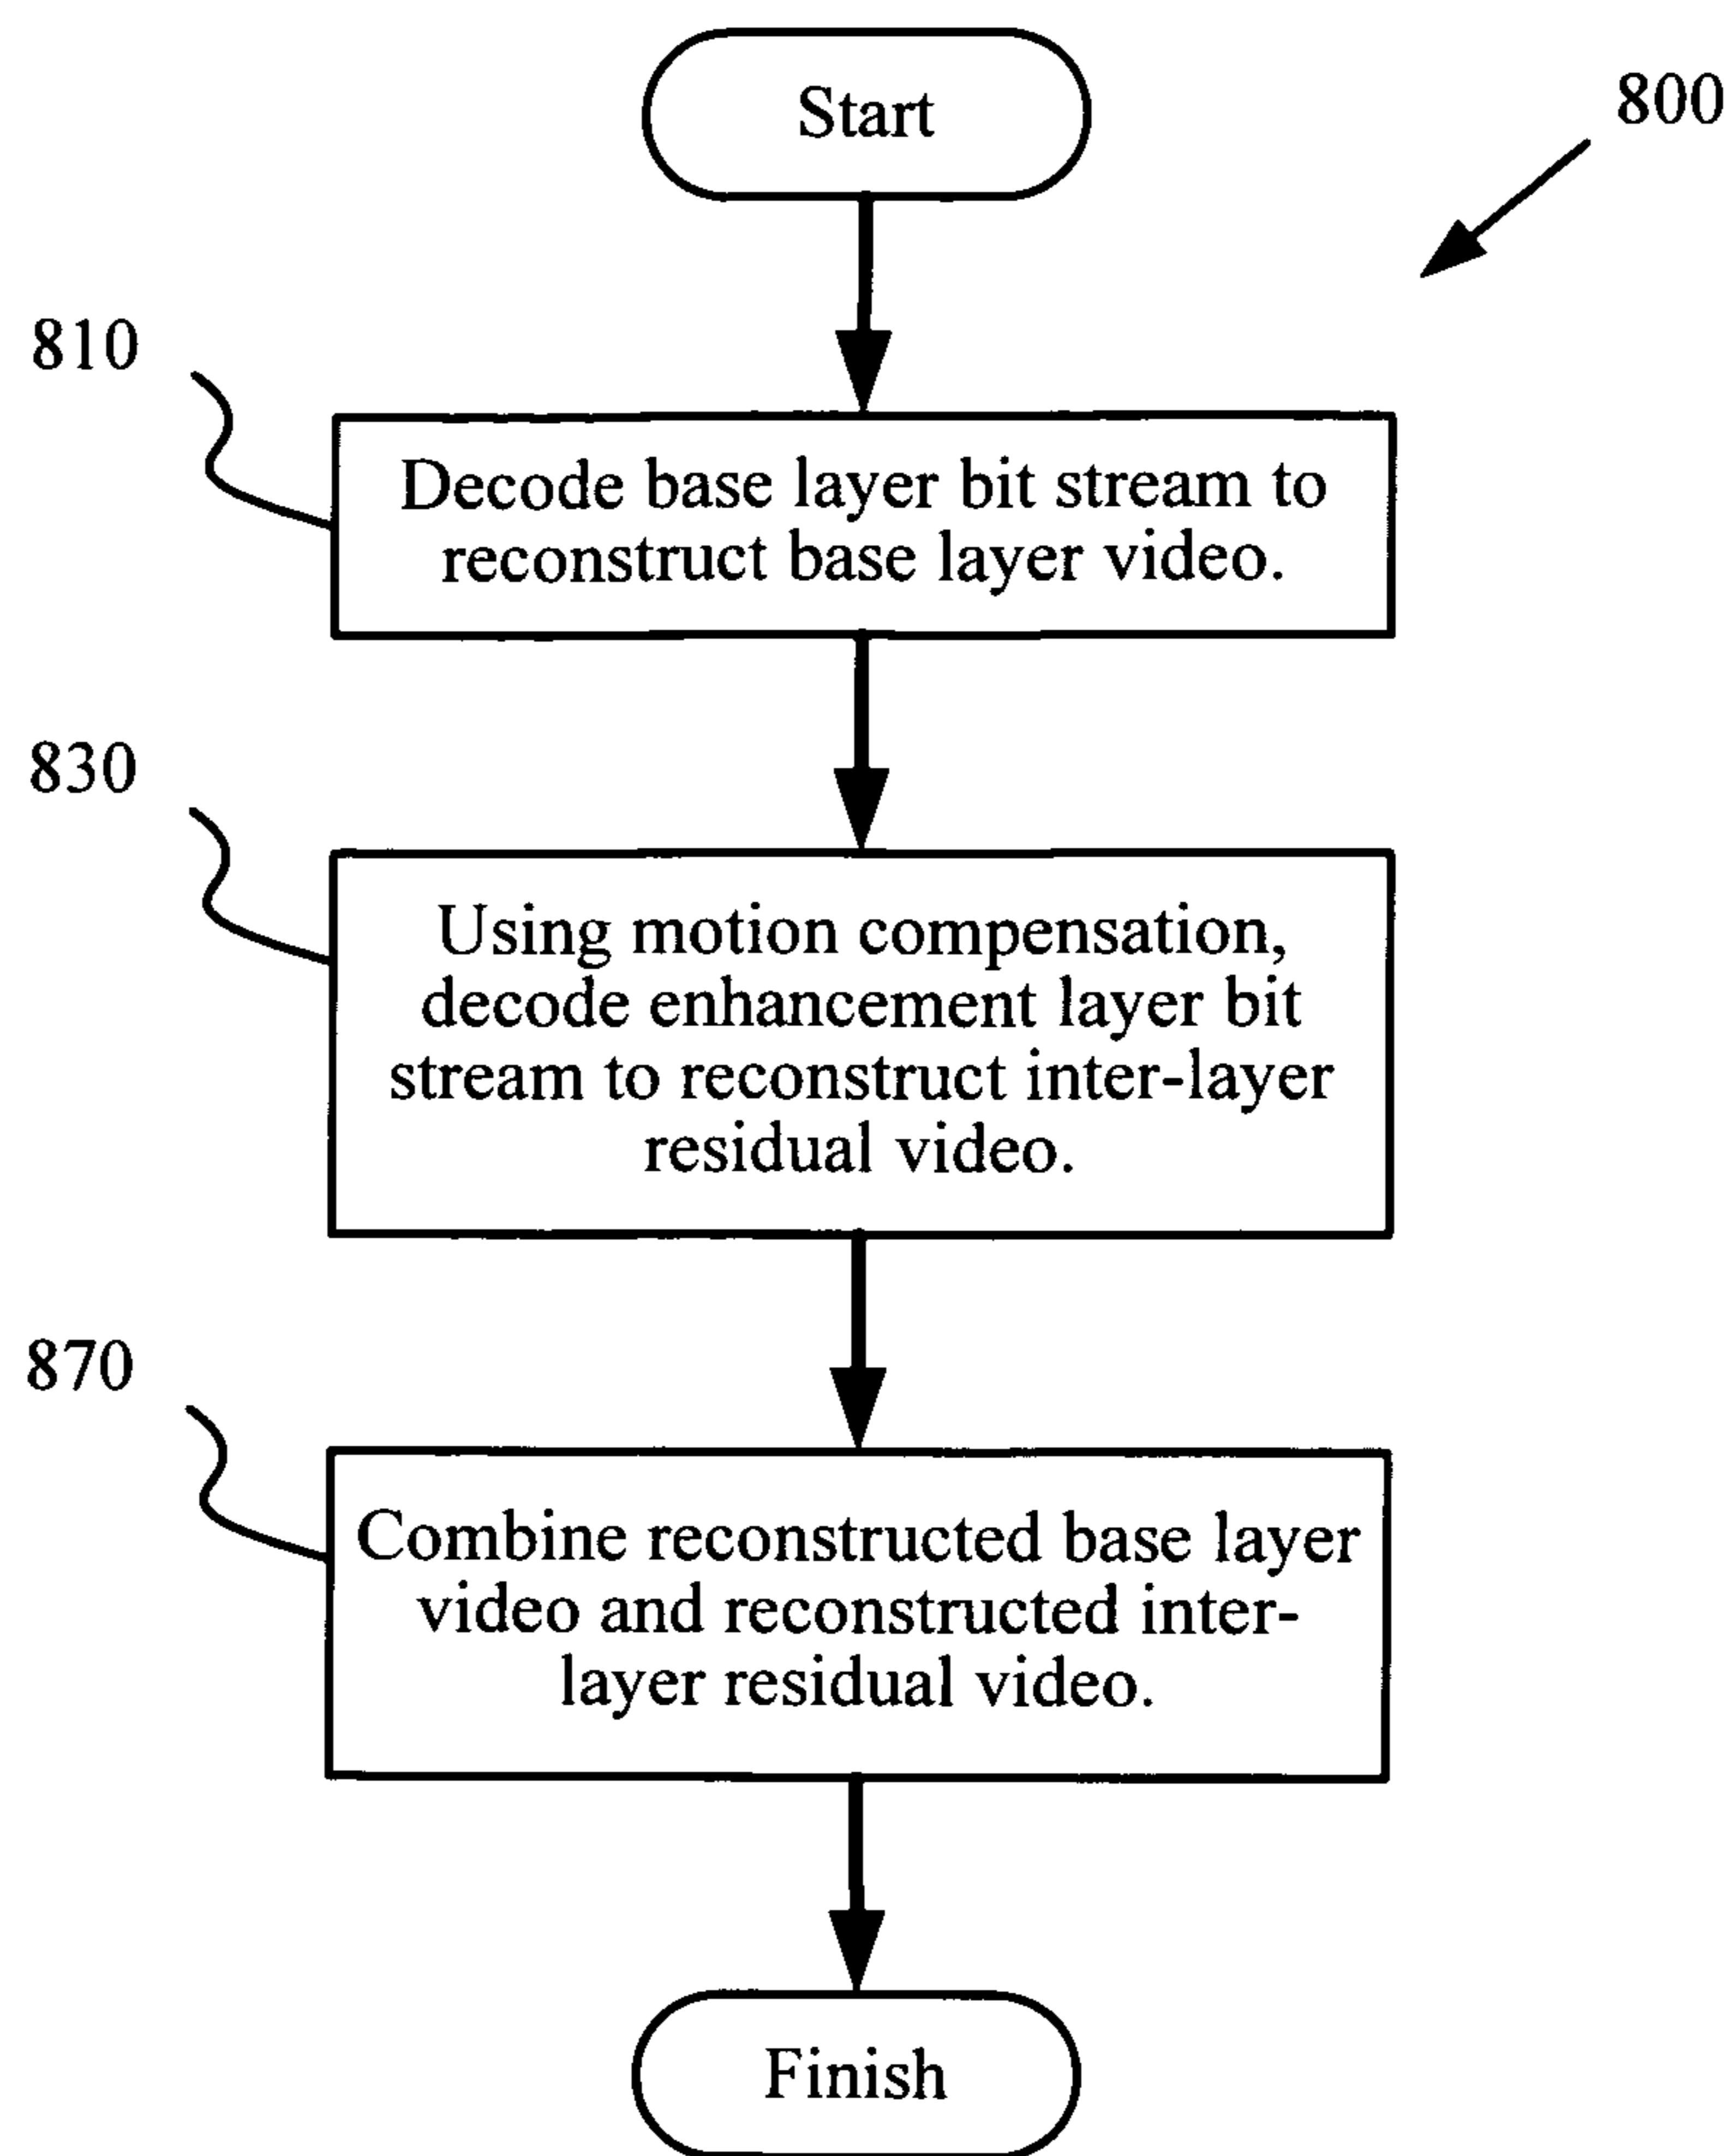 Start
800
810
Decode base layer bit stream to
reconstruct base layer video.
830
Using motion compensation,
decode enhancement layer bit
stream to reconstruct inter-layer
residual video.
870
Combine reconstructed base layer
video and reconstructed inter-
layer residual video.
Finish